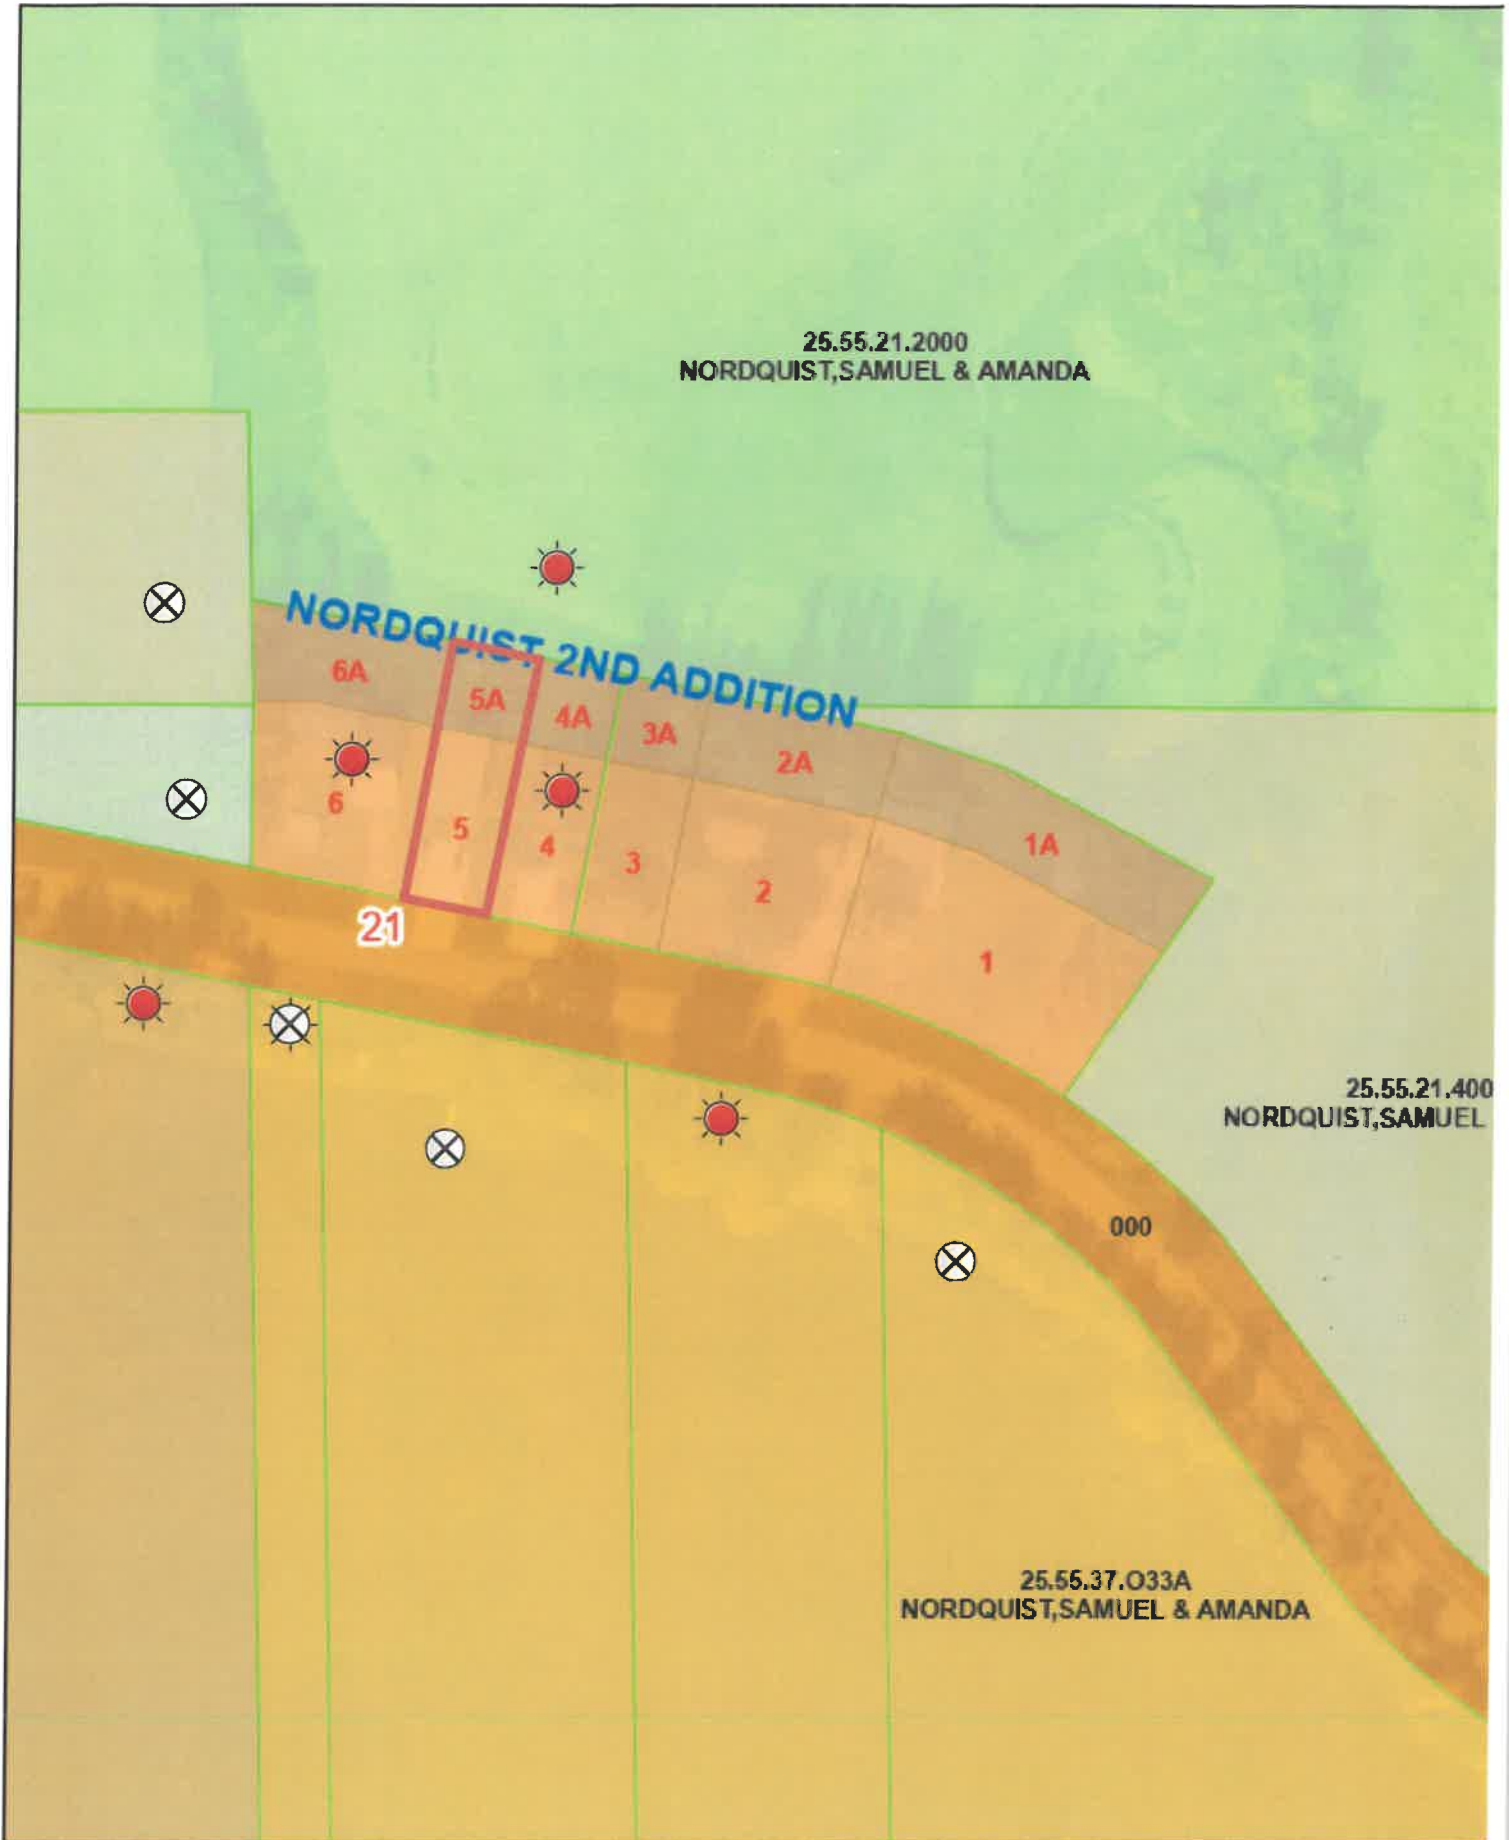 25.55.21.2000
NORDQUIST,SAMUEL & AMANDA
NORDQUIST 2ND ADDITION
6A
5A
4A
3A
2A
1A
6
5
4
3
2
1
21
25.55.21.400
NORDQUIST,SAMUEL
000
25.55.37.O33A
NORDQUIST,SAMUEL & AMANDA